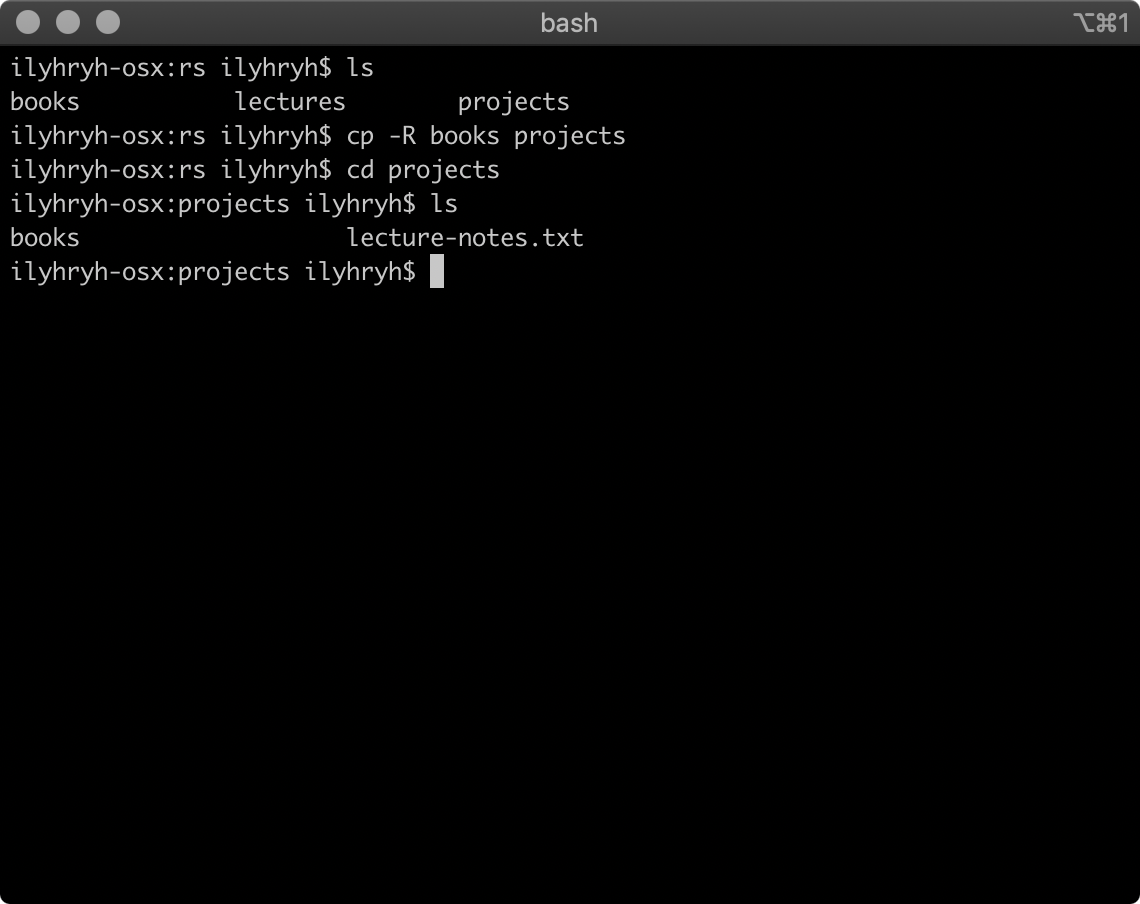 bash ⌥⌘1
ilyhryh-osx:rs ilyhryh$ ls
books lectures projects
ilyhryh-osx:rs ilyhryh$ cp -R books projects
ilyhryh-osx:rs ilyhryh$ cd projects
ilyhryh-osx:projects ilyhryh$ ls
books lecture-notes.txt
ilyhryh-osx:projects ilyhryh$